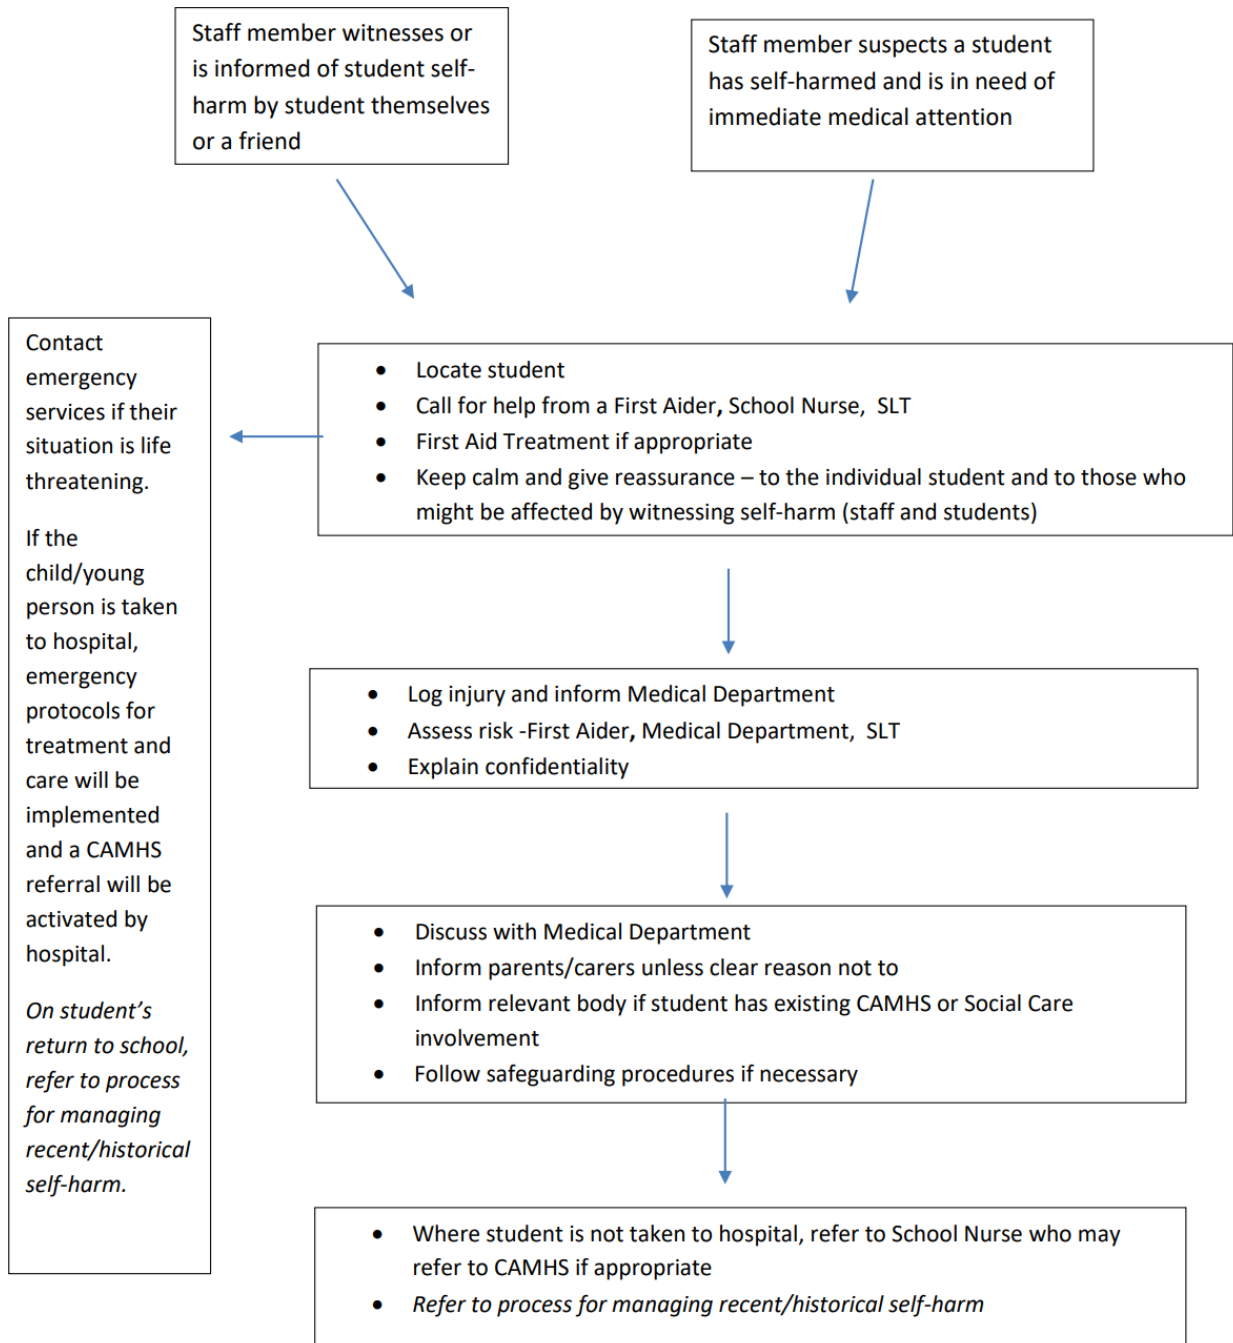 Staff member witnesses or
is informed of student self-
harm by student themselves
or a friend
Staff member suspects a student
has self-harmed and is in need of
immediate medical attention
Contact
emergency
services if their
situation is life
threatening.
If the
child/young
person is taken
to hospital,
emergency
protocols for
treatment and
care will be
implemented
and a CAMHS
referral will be
activated by
hospital.
On student’s
return to school,
refer to process
for managing
recent/historical
self-harm.
• Locate student
• Call for help from a First Aider, School Nurse, SLT
• First Aid Treatment if appropriate
• Keep calm and give reassurance – to the individual student and to those who
might be affected by witnessing self-harm (staff and students)
• Log injury and inform Medical Department
• Assess risk -First Aider, Medical Department, SLT
• Explain confidentiality
• Discuss with Medical Department
• Inform parents/carers unless clear reason not to
• Inform relevant body if student has existing CAMHS or Social Care
involvement
• Follow safeguarding procedures if necessary
• Where student is not taken to hospital, refer to School Nurse who may
refer to CAMHS if appropriate
• Refer to process for managing recent/historical self-harm